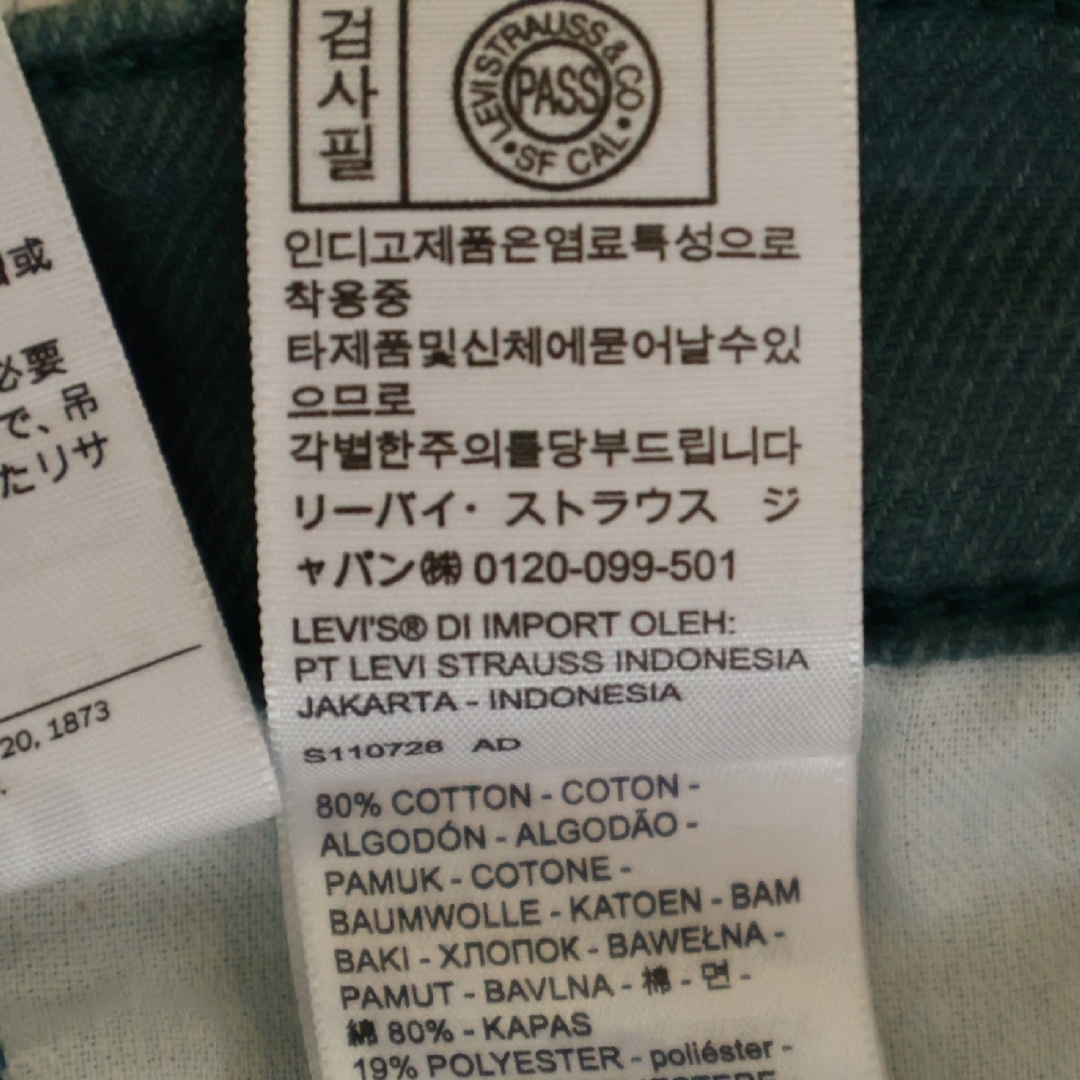 或
必要
で、吊
たリサ
20, 1873
검사필
LEVI STRAUSS & CO • SF CAL •
PASS
인디고제품은염료특성으로
착용중
타제품및신체에묻어날수있
으므로
각별한주의를당부드립니다
リーバイ・ストラウス ジ
ャパン㈱ 0120-099-501
LEVI'S® DI IMPORT OLEH:
PT LEVI STRAUSS INDONESIA
JAKARTA - INDONESIA
S110728 AD
80% COTTON - COTON -
ALGODÓN - ALGODÃO -
PAMUK - COTONE -
BAUMWOLLE - KATOEN - BAM
BAKI - ХЛОПОК - BAWEŁNA -
PAMUT - BAVLNA - 棉 - 면 -
綿 80% - KAPAS
19% POLYESTER - poliéster -